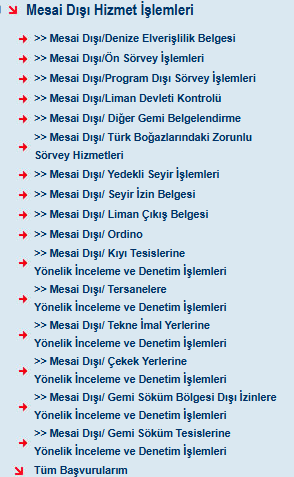 Mesai Dışı Hizmet İşlemleri
>> Mesai Dışı/Denize Elverişlilik Belgesi
>> Mesai Dışı/Ön Sörvey İşlemleri
>> Mesai Dışı/Program Dışı Sörvey İşlemleri
>> Mesai Dışı/Liman Devleti Kontrolü
>> Mesai Dışı/ Diğer Gemi Belgelendirme
>> Mesai Dışı/ Türk Boğazlarındaki Zorunlu
Sörvey Hizmetleri
>> Mesai Dışı/ Yedekli Seyir İşlemleri
>> Mesai Dışı/ Seyir İzin Belgesi
>> Mesai Dışı/ Liman Çıkış Belgesi
>> Mesai Dışı/ Ordino
>> Mesai Dışı/ Kıyı Tesislerine
Yönelik İnceleme ve Denetim İşlemleri
>> Mesai Dışı/ Tersanelere
Yönelik İnceleme ve Denetim İşlemleri
>> Mesai Dışı/ Tekne İmal Yerlerine
Yönelik İnceleme ve Denetim İşlemleri
>> Mesai Dışı/ Çekek Yerlerine
Yönelik İnceleme ve Denetim İşlemleri
>> Mesai Dışı/ Gemi Söküm Bölgesi Dışı İzinlere
Yönelik İnceleme ve Denetim İşlemleri
>> Mesai Dışı/ Gemi Söküm Tesislerine
Yönelik İnceleme ve Denetim İşlemleri
Tüm Başvurularım